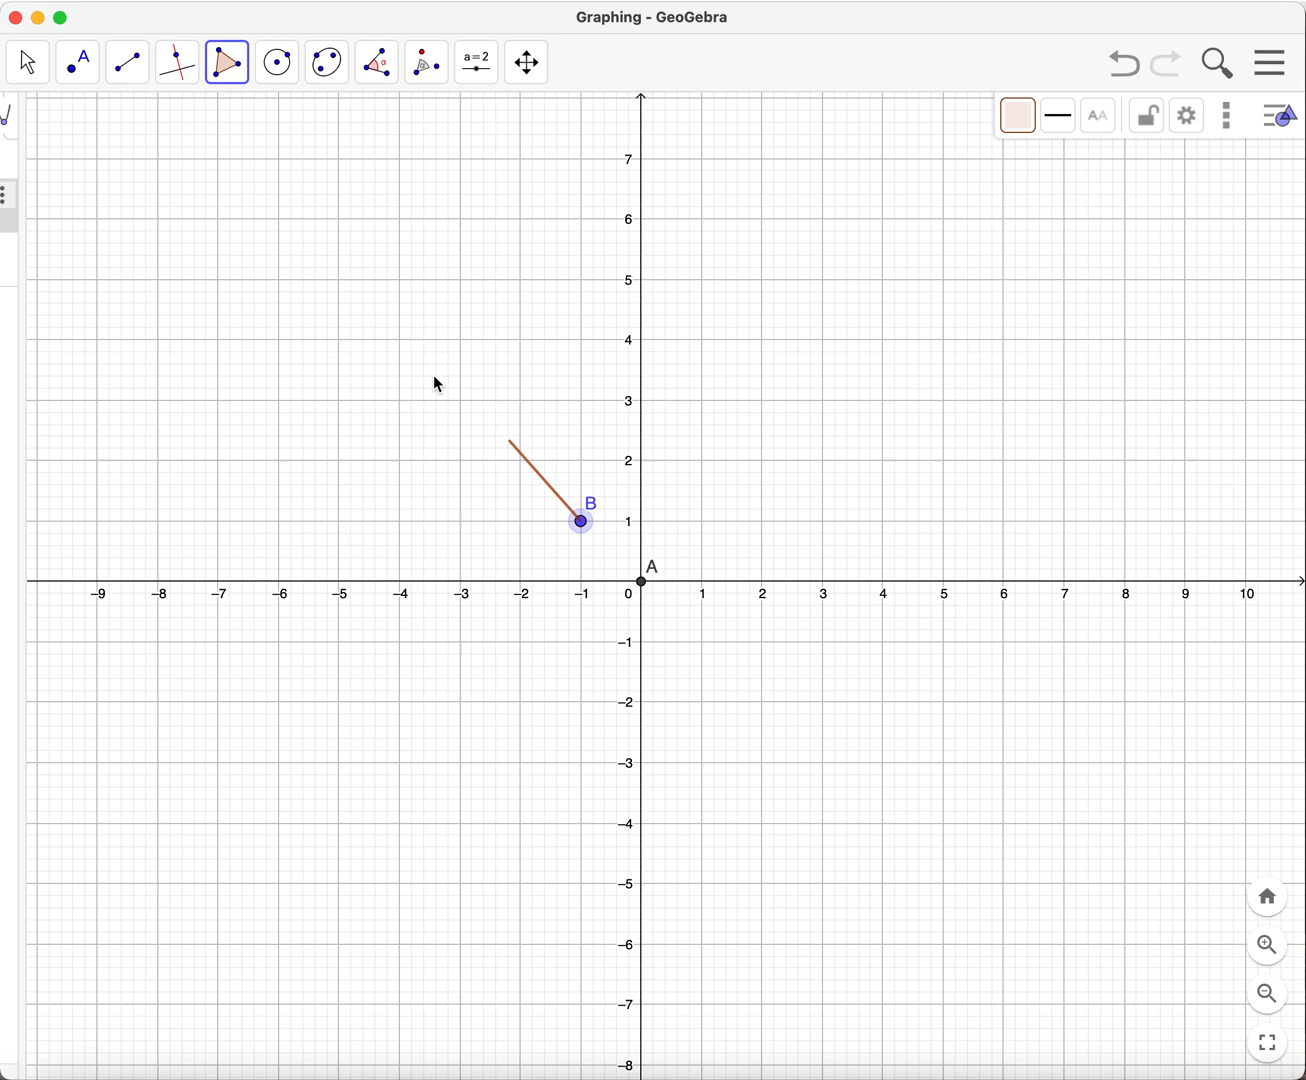 Graphing - GeoGebra
A
α
a=2
AA
7
6
5
4
3
2
B
1
A
–9 –8 –7 –6 –5 –4 –3 –2 –1 0 1 2 3 4 5 6 7 8 9 10
–1
–2
–3
–4
–5
–6
–7
–8